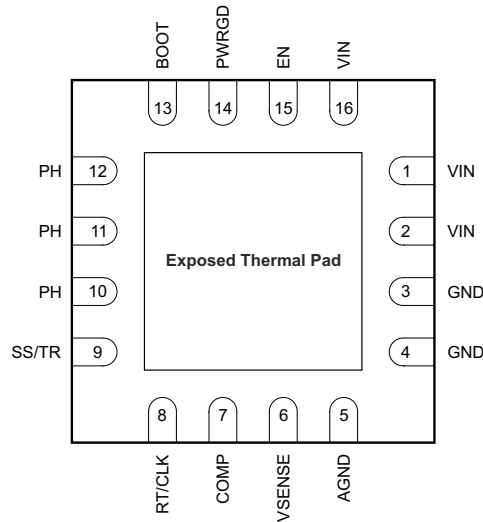 BOOT
PWRGD
EN
VIN
13
14
15
16
PH 12
1 VIN
PH 11
2 VIN
Exposed Thermal Pad
PH 10
3 GND
SS/TR 9
4 GND
8
7
6
5
RT/CLK
COMP
VSENSE
AGND